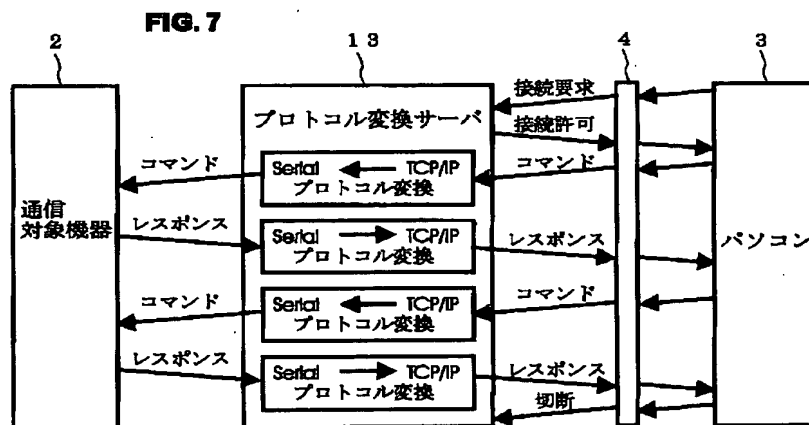 FIG. 7
2
13
4
3
接続要求
プロトコル変換サーバ
接続許可
コマンド
Serial ← TCP/IP
プロトコル変換
コマンド
通信
対象機器
レスポンス
Serial → TCP/IP
プロトコル変換
レスポンス
パソコン
コマンド
Serial ← TCP/IP
プロトコル変換
コマンド
レスポンス
Serial → TCP/IP
プロトコル変換
レスポンス
切断